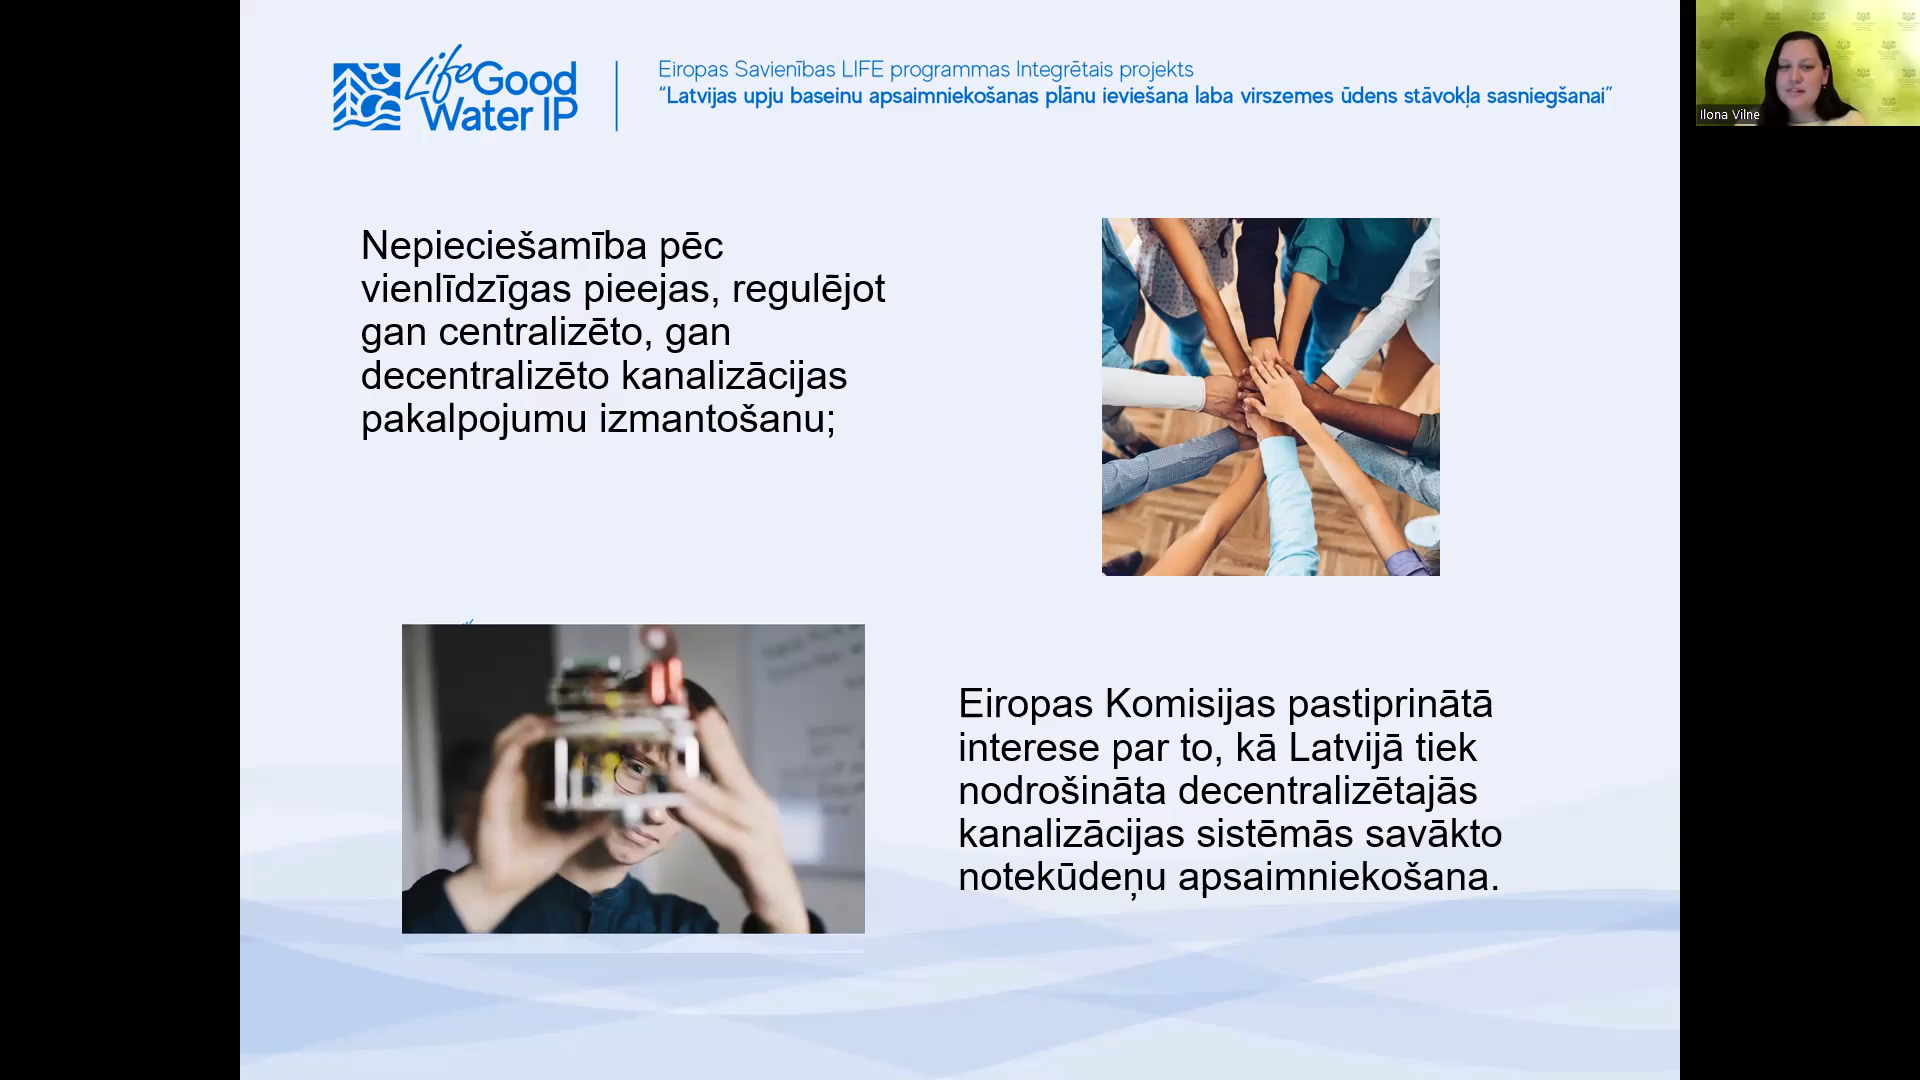 Life Good
Water IP
Eiropas Savienības LIFE programmas Integrētais projekts
“Latvijas upju baseinu apsaimniekošanas plānu ieviešana laba virszemes ūdens stāvokļa sasniegšanai”
Ilona Vilne
Nepieciešamība pēc
vienlīdzīgas pieejas, regulējot
gan centralizēto, gan
decentralizēto kanalizācijas
pakalpojumu izmantošanu;
Eiropas Komisijas pastiprinātā
interese par to, kā Latvijā tiek
nodrošināta decentralizētajās
kanalizācijas sistēmās savākto
notekūdeņu apsaimniekošana.